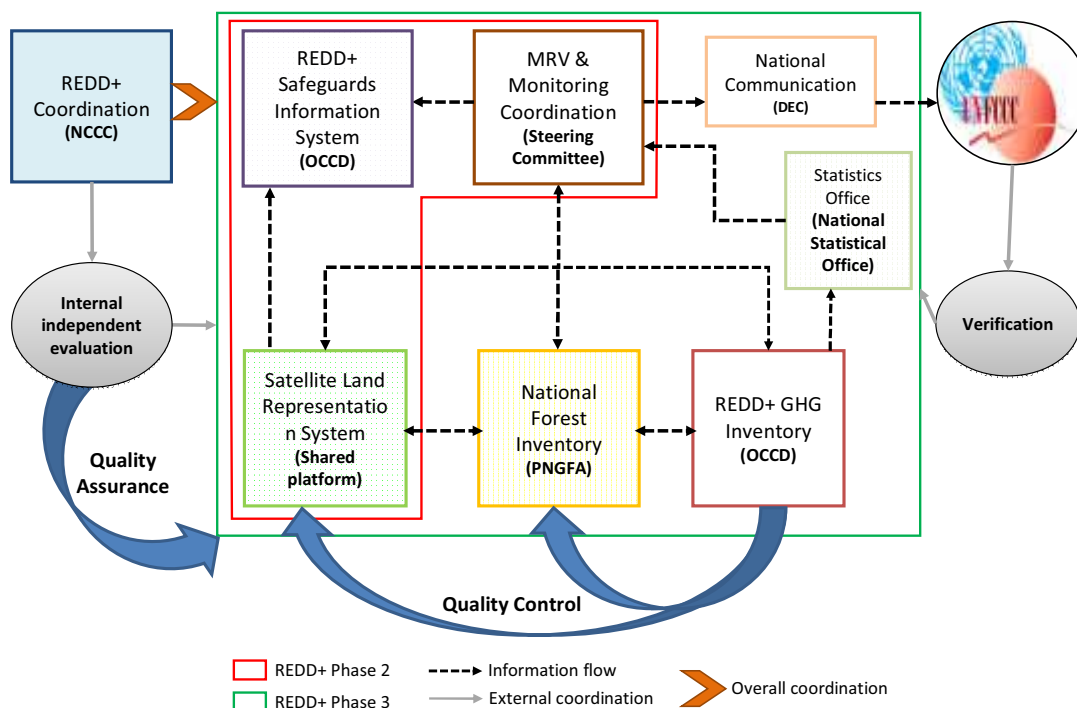 REDD+
Coordination
(NCCC)
REDD+
Safeguards
Information
System
(OCCD)
MRV &
Monitoring
Coordination
(Steering
Committee)
National
Communication
(DEC)
UNFCCC
Statistics
Office
(National
Statistical
Office)
Internal
independent
evaluation
Verification
Satellite Land
Representatio
n System
(Shared
platform)
National
Forest
Inventory
(PNGFA)
REDD+ GHG
Inventory
(OCCD)
Quality
Assurance
Quality Control
REDD+ Phase 2
Information flow
Overall coordination
REDD+ Phase 3
External coordination